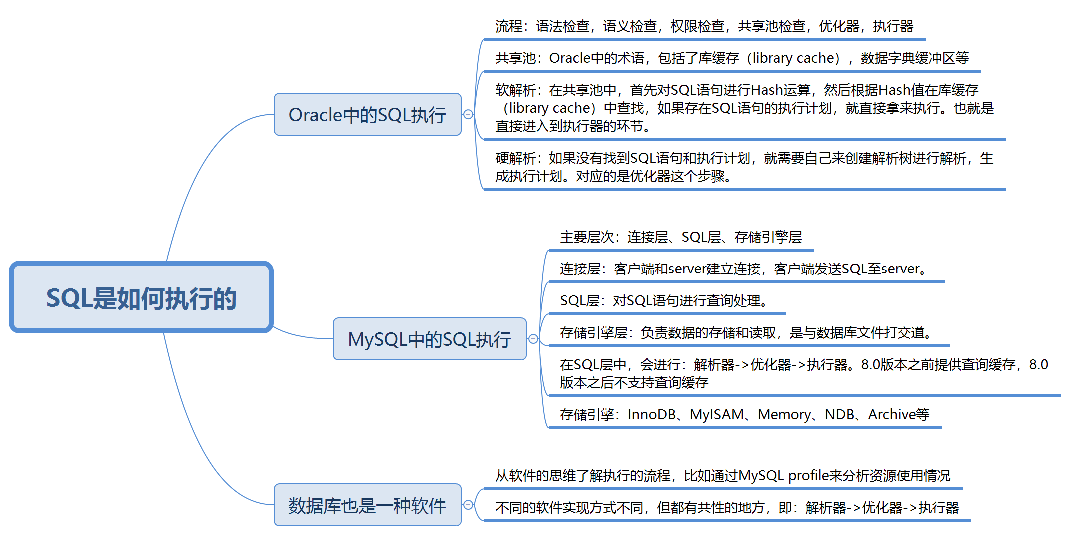 流程：语法检查，语义检查，权限检查，共享池检查，优化器，执行器
共享池：Oracle中的术语，包括了库缓存（library cache），数据字典缓冲区等
软解析：在共享池中，首先对SQL语句进行Hash运算，然后根据Hash值在库缓存
（library cache）中查找，如果存在SQL语句的执行计划，就直接拿来执行。也就是
直接进入到执行器的环节。
Oracle中的SQL执行
硬解析：如果没有找到SQL语句和执行计划，就需要自己来创建解析树进行解析，生
成执行计划。对应的是优化器这个步骤。
SQL是如何执行的
主要层次：连接层、SQL层、存储引擎层
连接层：客户端和server建立连接，客户端发送SQL至server。
SQL层：对SQL语句进行查询处理。
MySQL中的SQL执行
存储引擎层：负责数据的存储和读取，是与数据库文件打交道。
在SQL层中，会进行：解析器->优化器->执行器。8.0版本之前提供查询缓存，8.0
版本之后不支持查询缓存
存储引擎：InnoDB、MyISAM、Memory、NDB、Archive等
数据库也是一种软件
从软件的思维了解执行的流程，比如通过MySQL profile来分析资源使用情况
不同的软件实现方式不同，但都有共性的地方，即：解析器->优化器->执行器